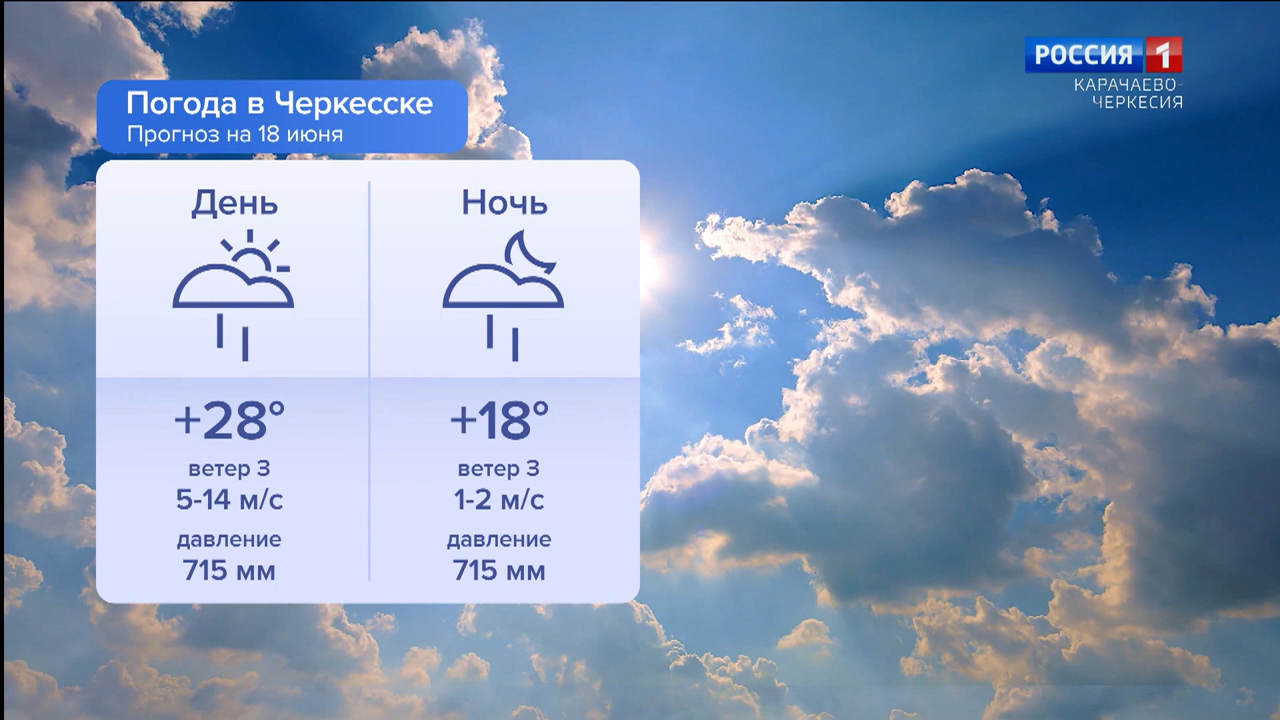 РОССИЯ 1
КАРАЧАЕВО-
ЧЕРКЕСИЯ
Погода в Черкесске
Прогноз на 18 июня
День
Ночь
+28°
+18°
ветер З
ветер З
5-14 м/с
1-2 м/с
давление
давление
715 мм
715 мм